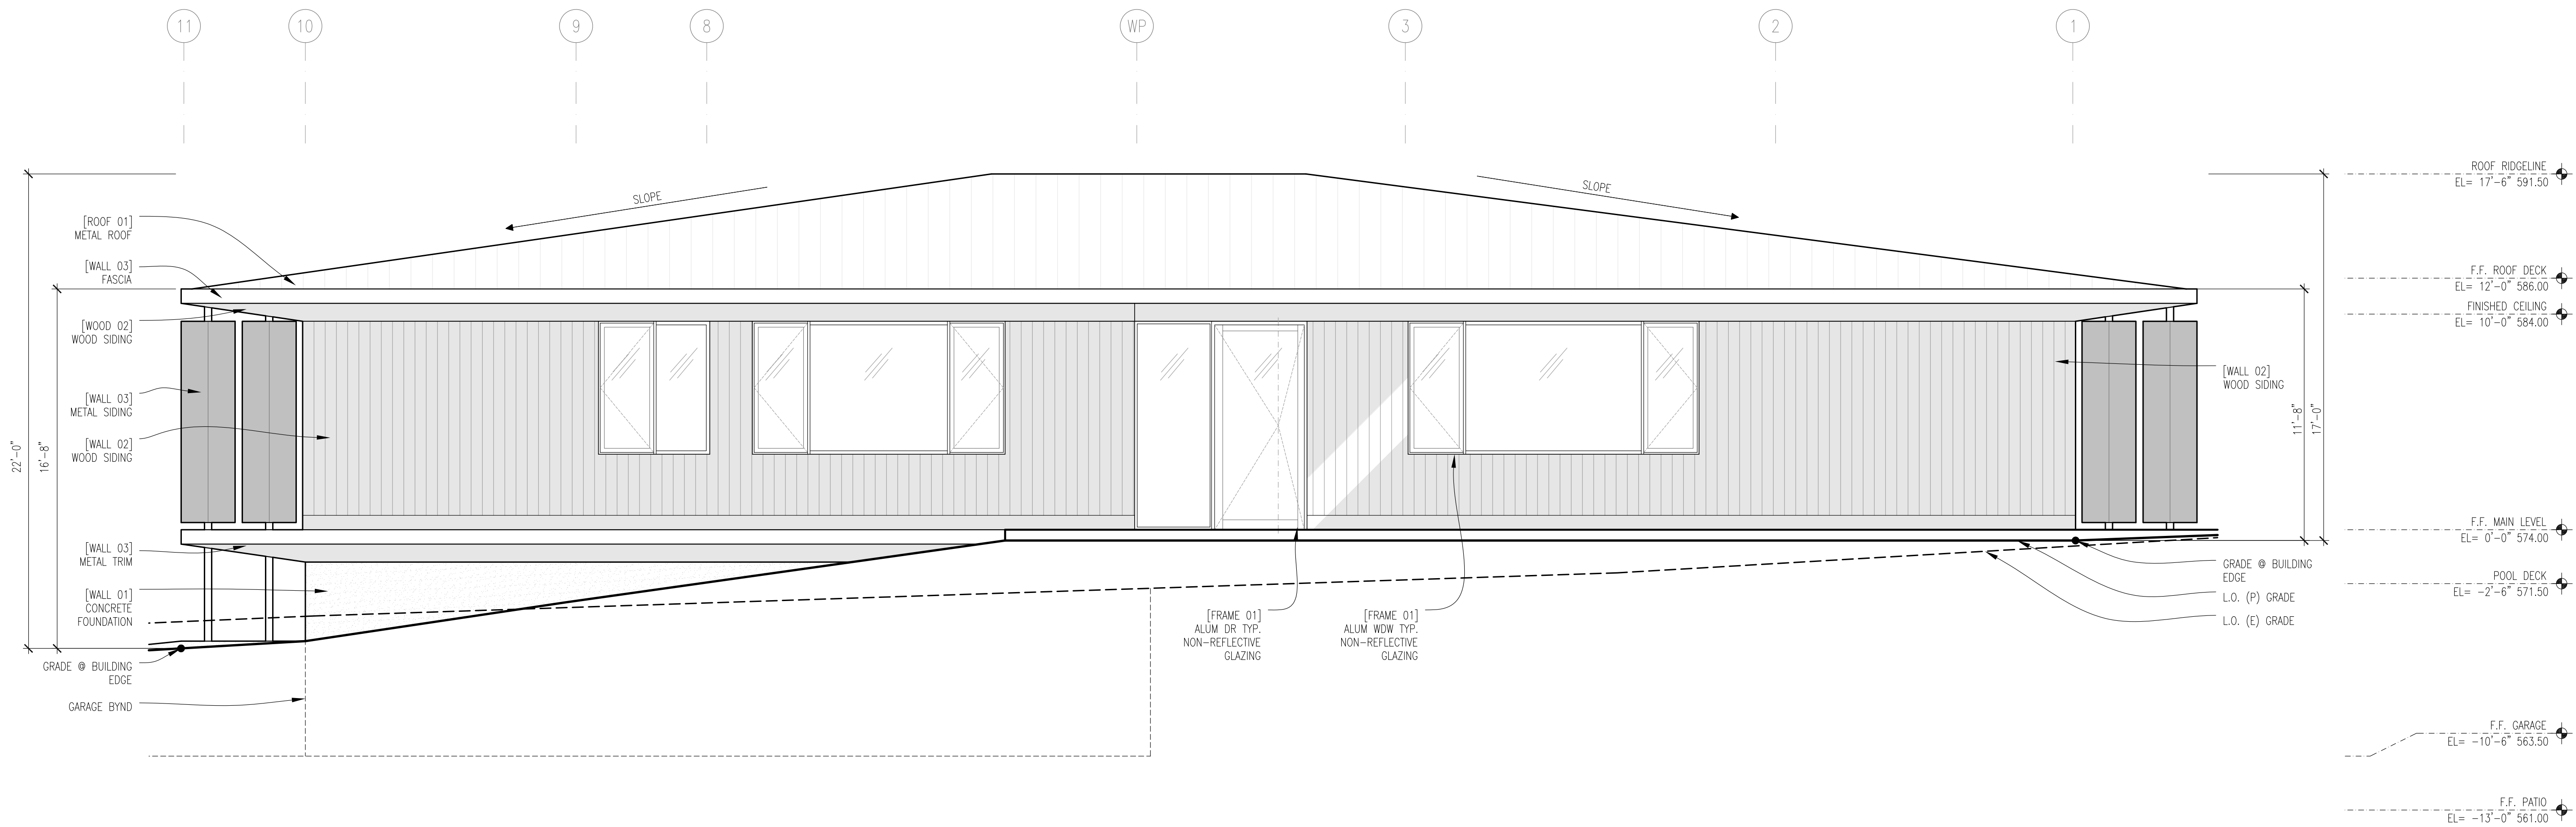 11
10
9
8
WP
3
2
1
SLOPE
SLOPE
[ROOF 01]
METAL ROOF
[WALL 03]
FASCIA
[WOOD 02]
WOOD SIDING
[WALL 03]
METAL SIDING
[WALL 02]
WOOD SIDING
22'-0"
16'-8"
[WALL 03]
METAL TRIM
[WALL 01]
CONCRETE
FOUNDATION
GRADE @ BUILDING
EDGE
GARAGE BYND
[FRAME 01]
ALUM DR TYP.
NON-REFLECTIVE
GLAZING
[FRAME 01]
ALUM WDW TYP.
NON-REFLECTIVE
GLAZING
[WALL 02]
WOOD SIDING
11'-8"
17'-0"
GRADE @ BUILDING
EDGE
L.O. (P) GRADE
L.O. (E) GRADE
ROOF RIDGELINE
EL= 17'-6" 591.50
F.F. ROOF DECK
EL= 12'-0" 586.00
FINISHED CEILING
EL= 10'-0" 584.00
F.F. MAIN LEVEL
EL= 0'-0" 574.00
POOL DECK
EL= -2'-6" 571.50
F.F. GARAGE
EL= -10'-6" 563.50
F.F. PATIO
EL= -13'-0" 561.00